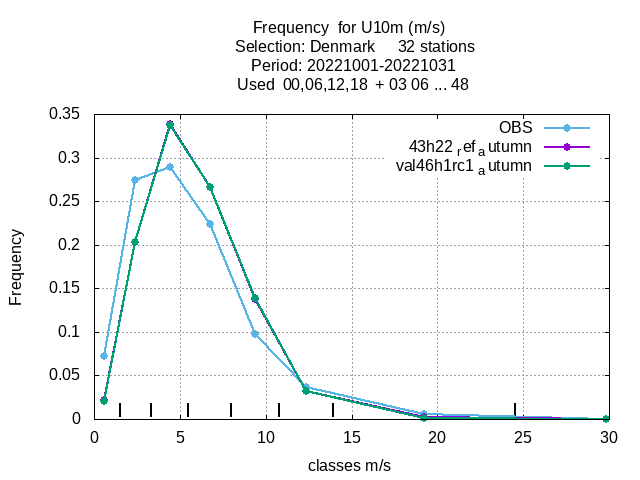 Frequency  for U10m (m/s)
Selection: Denmark     32 stations
Period: 20221001-20221031
Used  00,06,12,18  + 03 06 ... 48
0.35
0.3
0.25
0.2
0.15
0.1
0.05
0
Frequency
OBS
43h22refautumn
val46h1rc1autumn
0 5 10 15 20 25 30
classes m/s